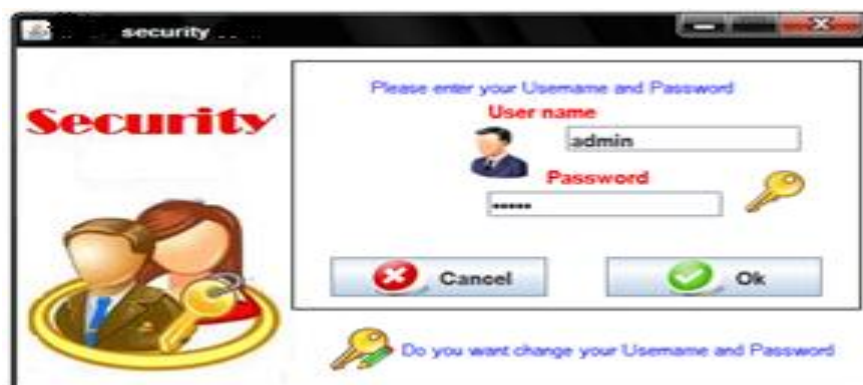 security
Security
Please enter your Username and Password
User name
admin
Password
•••••
Cancel
Ok
Do you want change your Username and Password